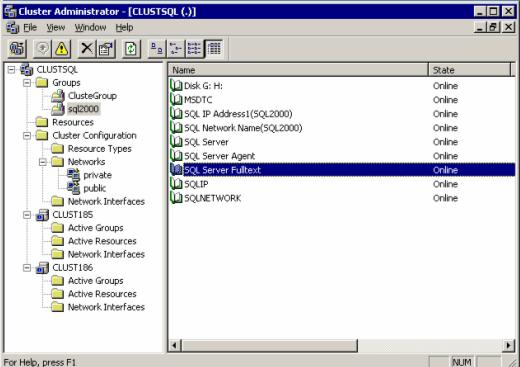 Cluster Administrator - [CLUSTSQL (.)]
File View Window Help
CLUSTSQL
Groups
ClusteGroup
sql2000
Resources
Cluster Configuration
Resource Types
Networks
private
public
Network Interfaces
CLUST185
Active Groups
Active Resources
Network Interfaces
CLUST186
Active Groups
Active Resources
Network Interfaces
Name State
Disk G: H: Online
MSDTC Online
SQL IP Address1(SQL2000) Online
SQL Network Name(SQL2000) Online
SQL Server Online
SQL Server Agent Online
SQL Server Fulltext Online
SQLIP Online
SQLNETWORK Online
For Help, press F1 NUM